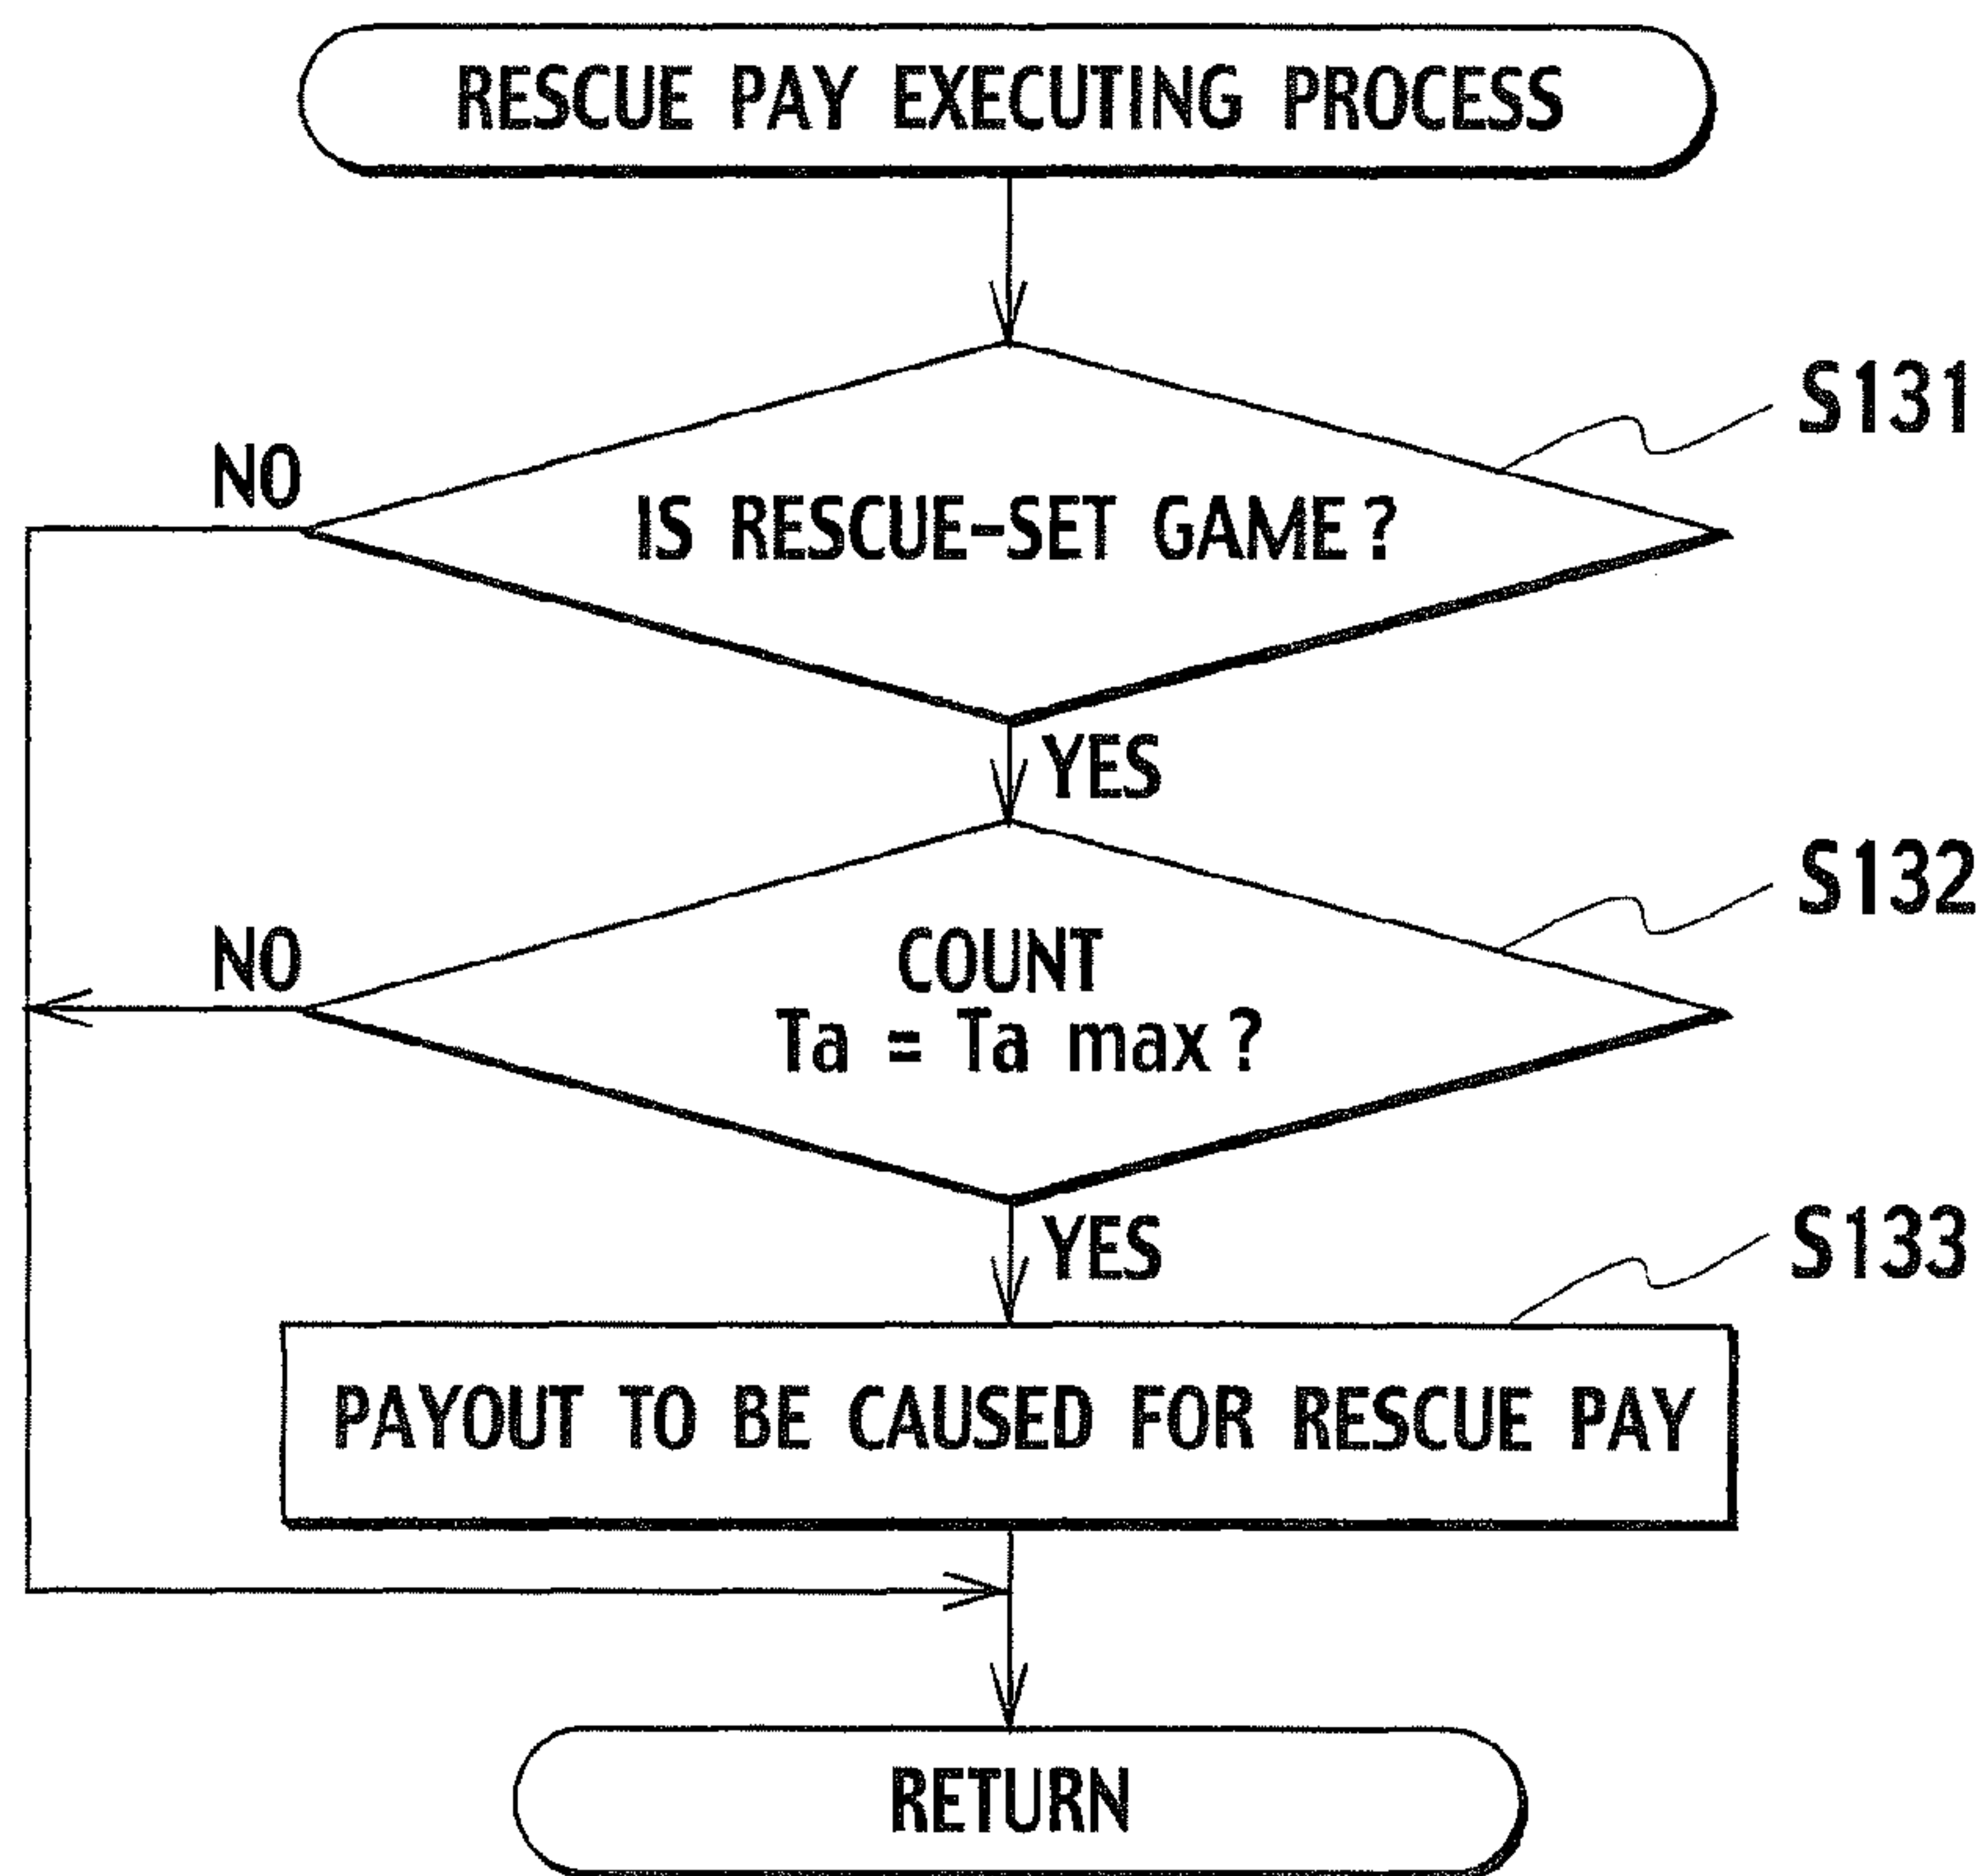 RESCUE PAY EXECUTING PROCESS
S131
NO
IS RESCUE-SET GAME?
YES
S132
NO
COUNT
Ta = Ta max?
YES
S133
PAYOUT TO BE CAUSED FOR RESCUE PAY
RETURN